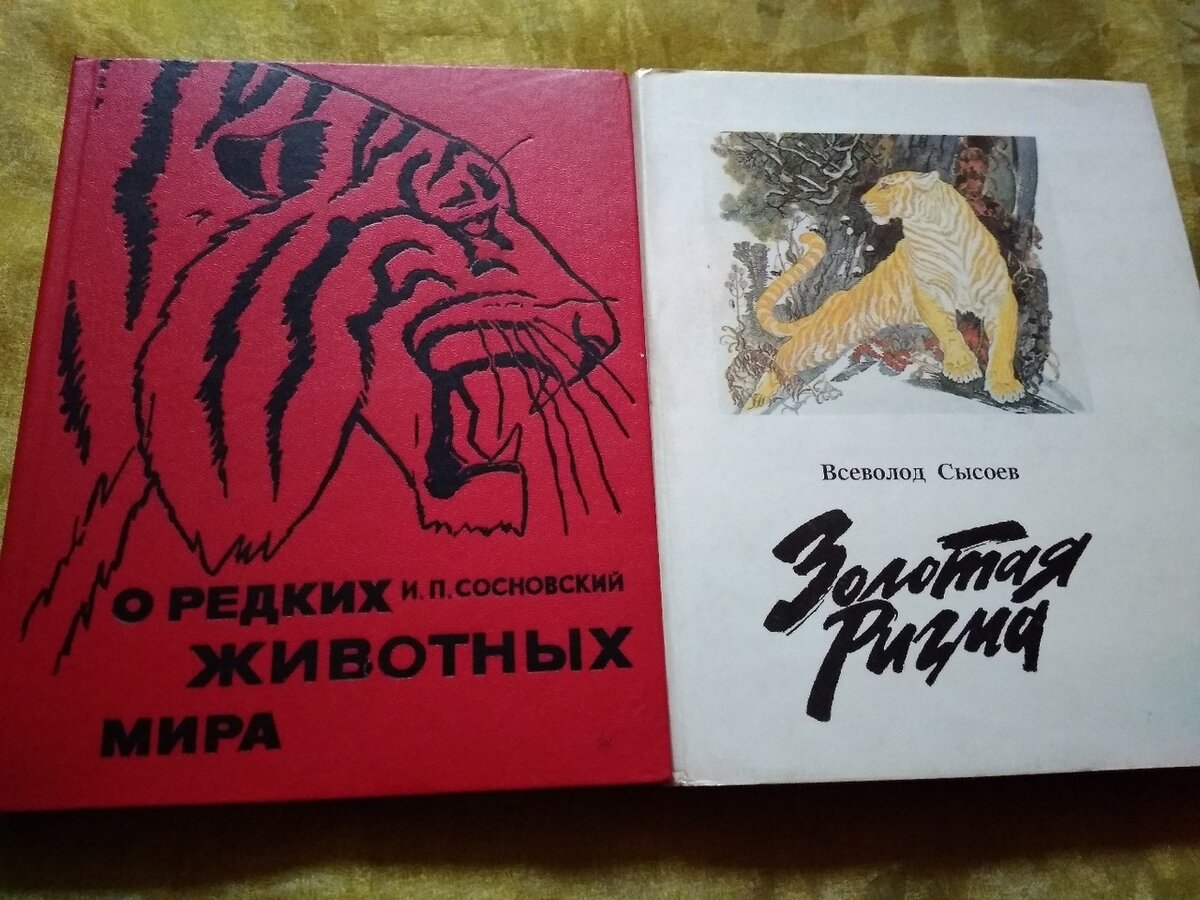 О РЕДКИХ И. П. СОСНОВСКИЙ
ЖИВОТНЫХ
МИРА
Всеволод Сысоев
Золотая
Ригма